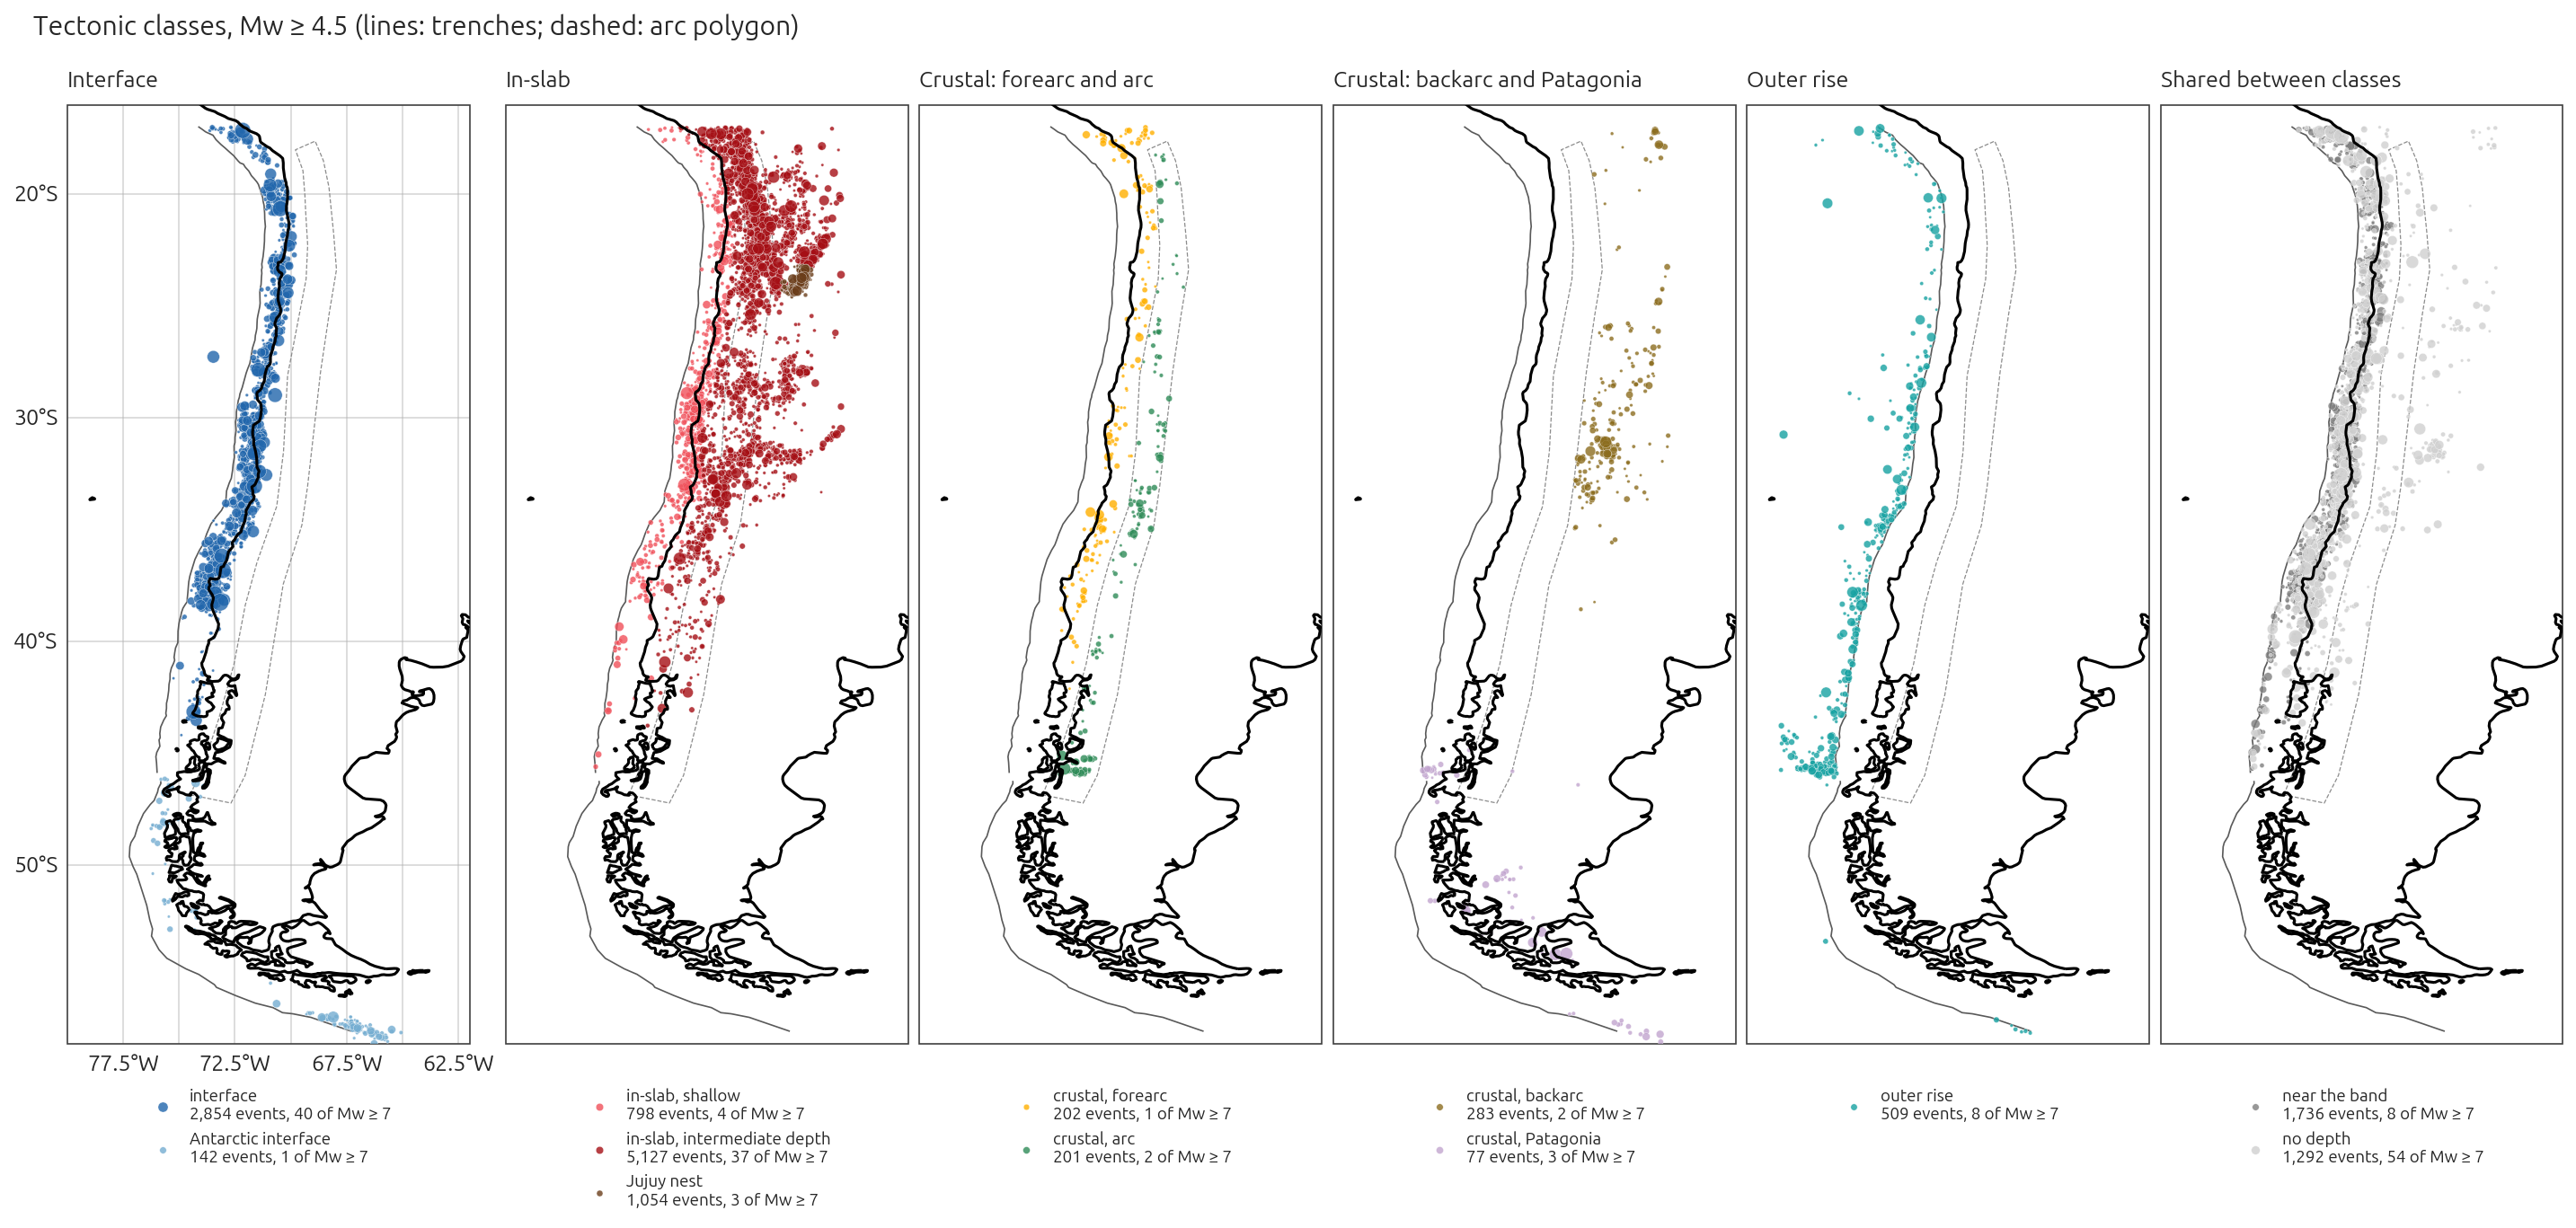 Tectonic classes, Mw ≥ 4.5 (lines: trenches; dashed: arc polygon)
Interface
In-slab
Crustal: forearc and arc
Crustal: backarc and Patagonia
Outer rise
Shared between classes
20°S
30°S
40°S
50°S
77.5°W
72.5°W
67.5°W
62.5°W
interface
2,854 events, 40 of Mw ≥ 7
Antarctic interface
142 events, 1 of Mw ≥ 7
in-slab, shallow
798 events, 4 of Mw ≥ 7
in-slab, intermediate depth
5,127 events, 37 of Mw ≥ 7
Jujuy nest
1,054 events, 3 of Mw ≥ 7
crustal, forearc
202 events, 1 of Mw ≥ 7
crustal, arc
201 events, 2 of Mw ≥ 7
crustal, backarc
283 events, 2 of Mw ≥ 7
crustal, Patagonia
77 events, 3 of Mw ≥ 7
outer rise
509 events, 8 of Mw ≥ 7
near the band
1,736 events, 8 of Mw ≥ 7
no depth
1,292 events, 54 of Mw ≥ 7